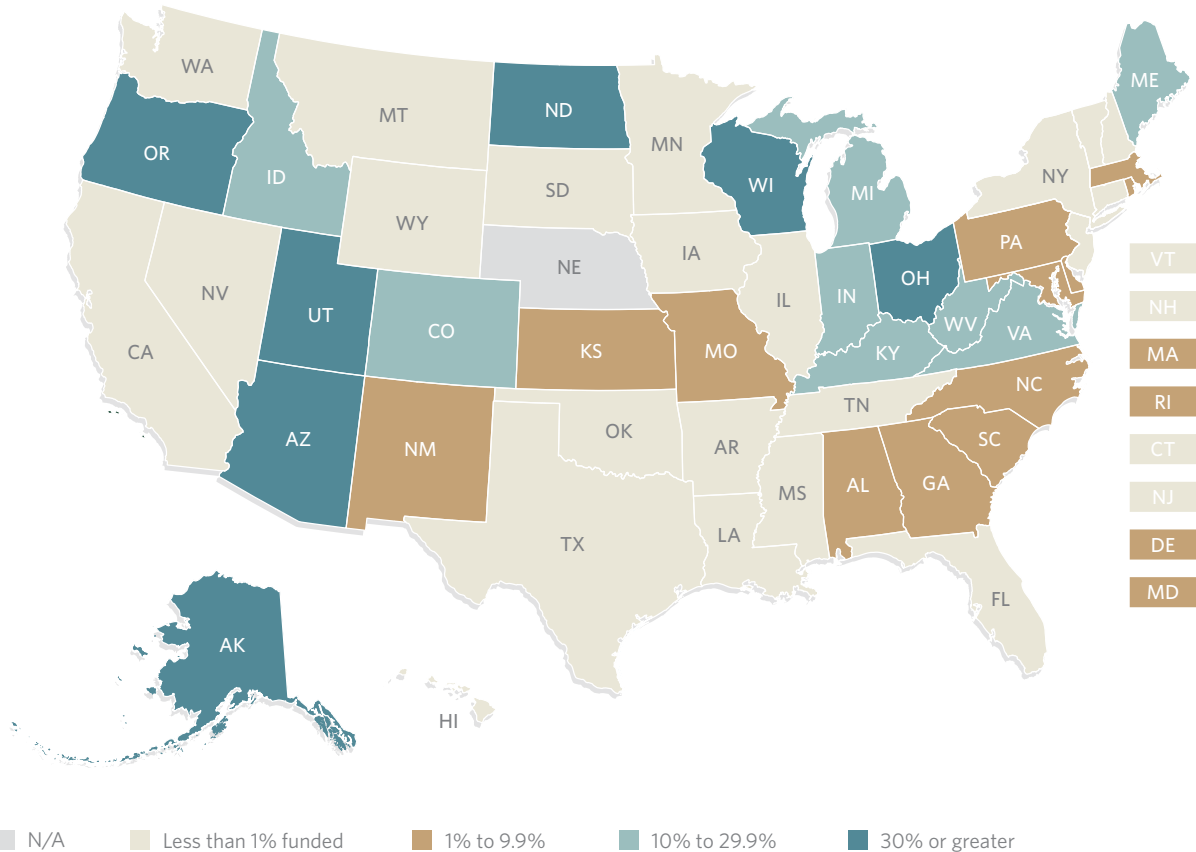 WA
MT
ND
MN
ME
OR
ID
SD
WI
MI
NY
WY
IA
PA
NE
NV
UT
CO
IL
IN
OH
WV
VA
VT
NH
MA
RI
CT
NJ
DE
MD
CA
KS
MO
KY
NC
TN
AZ
NM
OK
AR
SC
MS
AL
GA
TX
LA
FL
AK
HI
N/A
Less than 1% funded
1% to 9.9%
10% to 29.9%
30% or greater